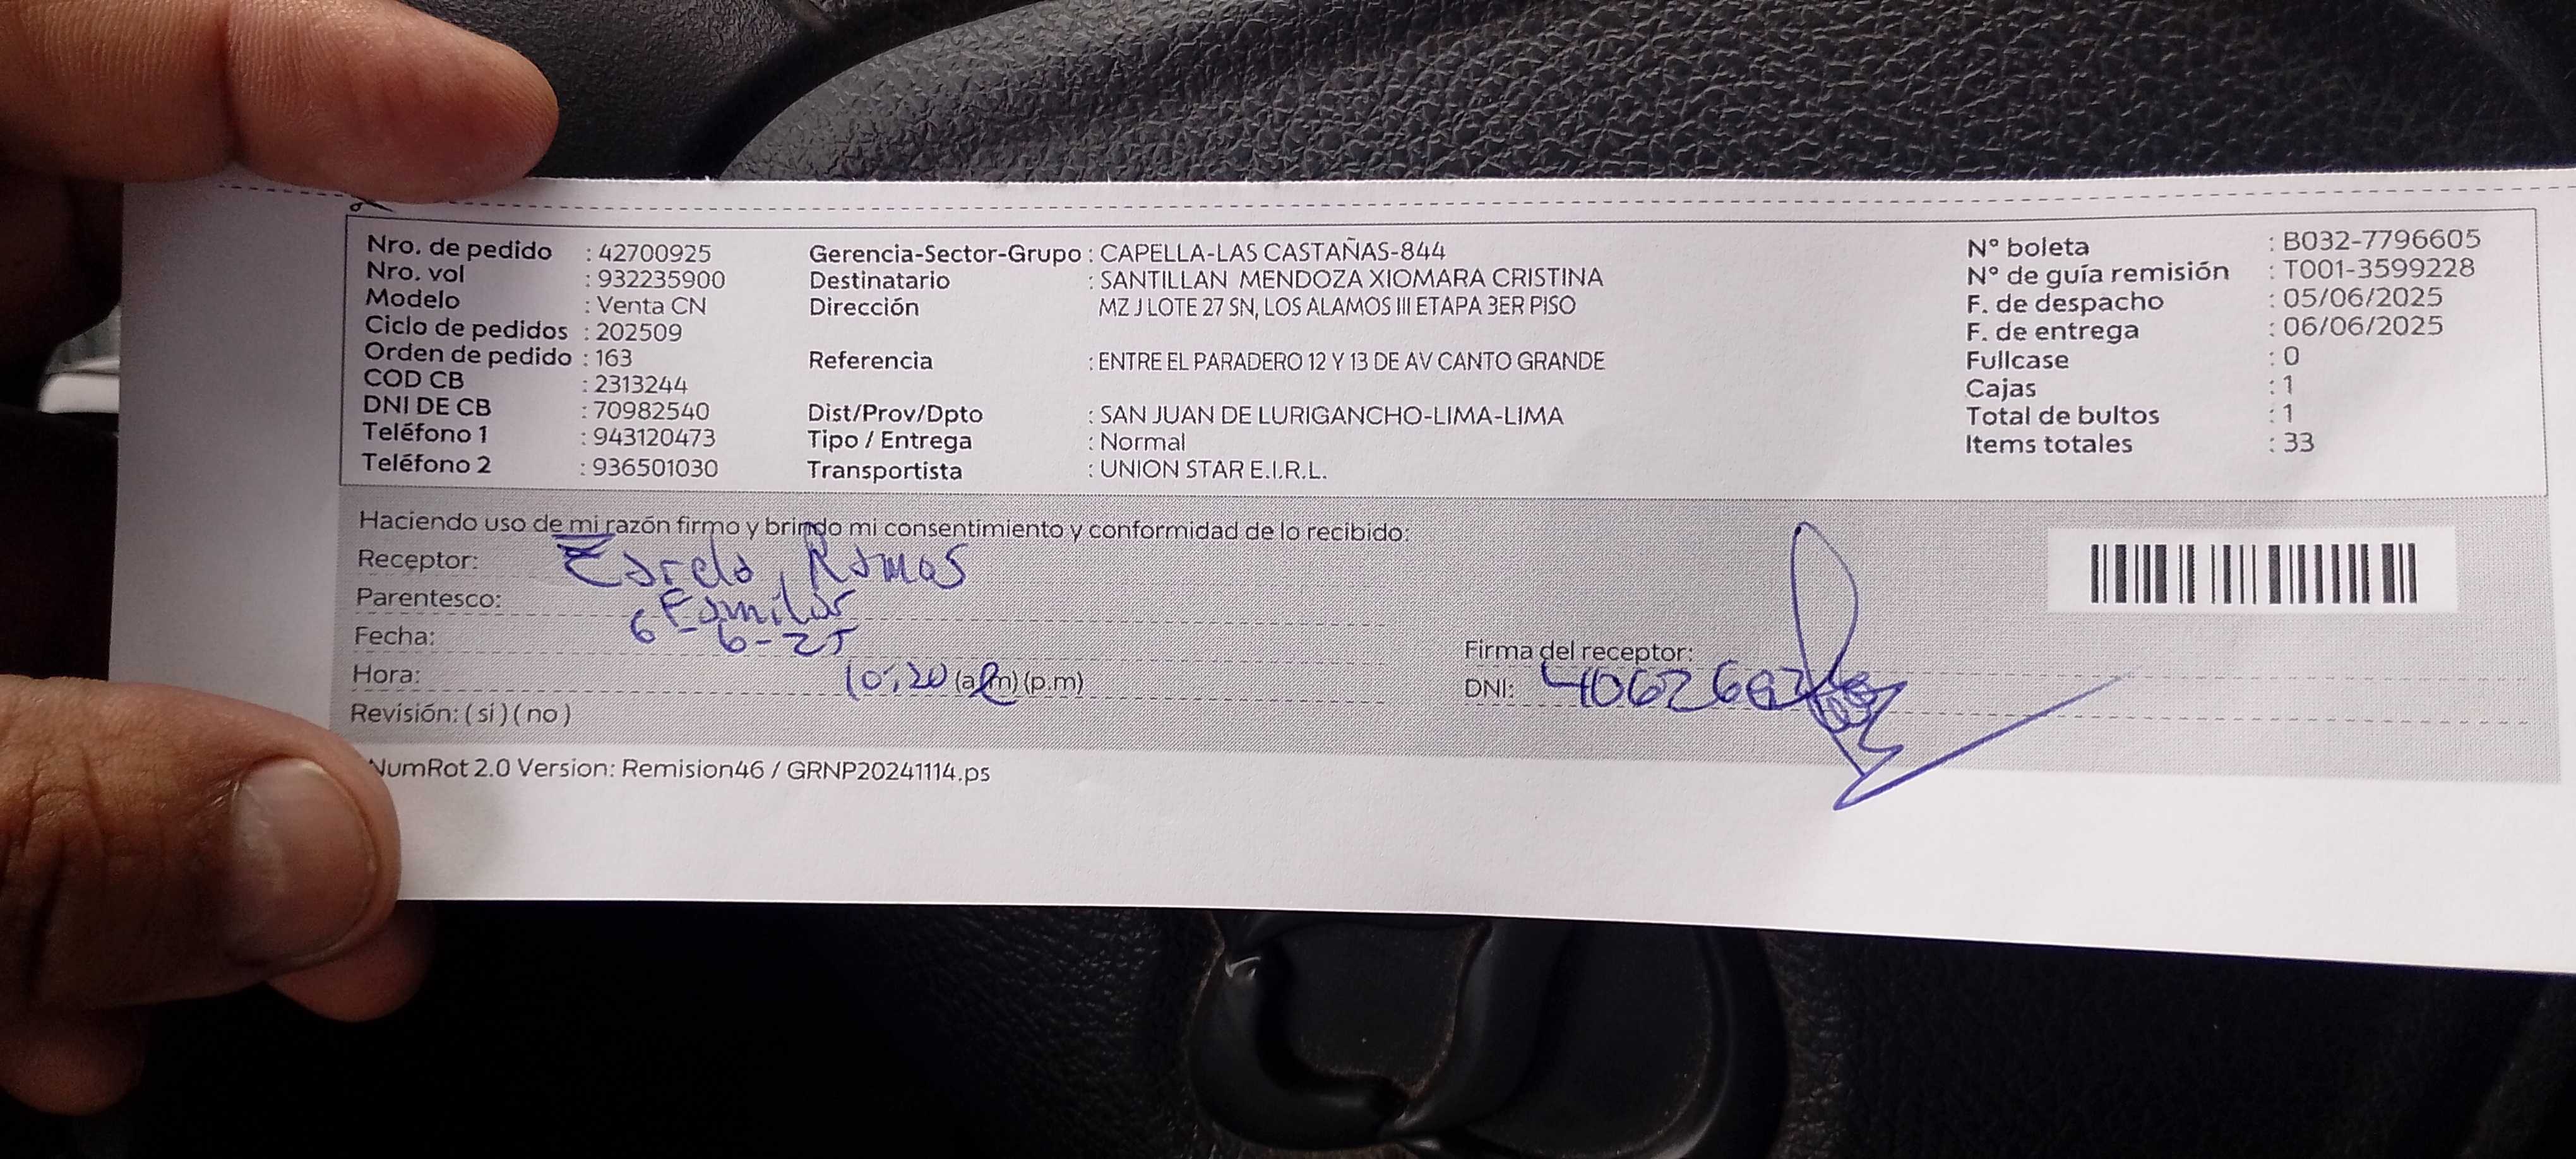 Nro. de pedido : 42700925 Gerencia-Sector-Grupo : CAPELLA-LAS CASTAÑAS-844 N° boleta : B032-7796605
Nro. vol : 932235900 Destinatario : SANTILLAN MENDOZA XIOMARA CRISTINA N° de guía remisión : T001-3599228
Modelo : Venta CN Dirección MZ J LOTE 27 SN, LOS ALAMOS III ETAPA 3ER PISO F. de despacho : 05/06/2025
Ciclo de pedidos : 202509 F. de entrega : 06/06/2025
Orden de pedido : 163 Referencia : ENTRE EL PARADERO 12 Y 13 DE AV CANTO GRANDE Fullcase : 0
COD CB : 2313244 Cajas : 1
DNI DE CB : 70982540 Dist/Prov/Dpto : SAN JUAN DE LURIGANCHO-LIMA-LIMA Total de bultos : 1
Teléfono 1 : 943120473 Tipo / Entrega : Normal Items totales : 33
Teléfono 2 : 936501030 Transportista : UNION STAR E.I.R.L.
Haciendo uso de mi razón firmo y brindo mi consentimiento y conformidad de lo recibido:
Receptor: Ramos
Parentesco: Familiar
Fecha: 6-6-25
Firma del receptor:
Hora: 10:20 (a.m) (p.m)
DNI:
Revisión: ( si ) ( no )
NumRot 2.0 Version: Remision46 / GRNP20241114.ps